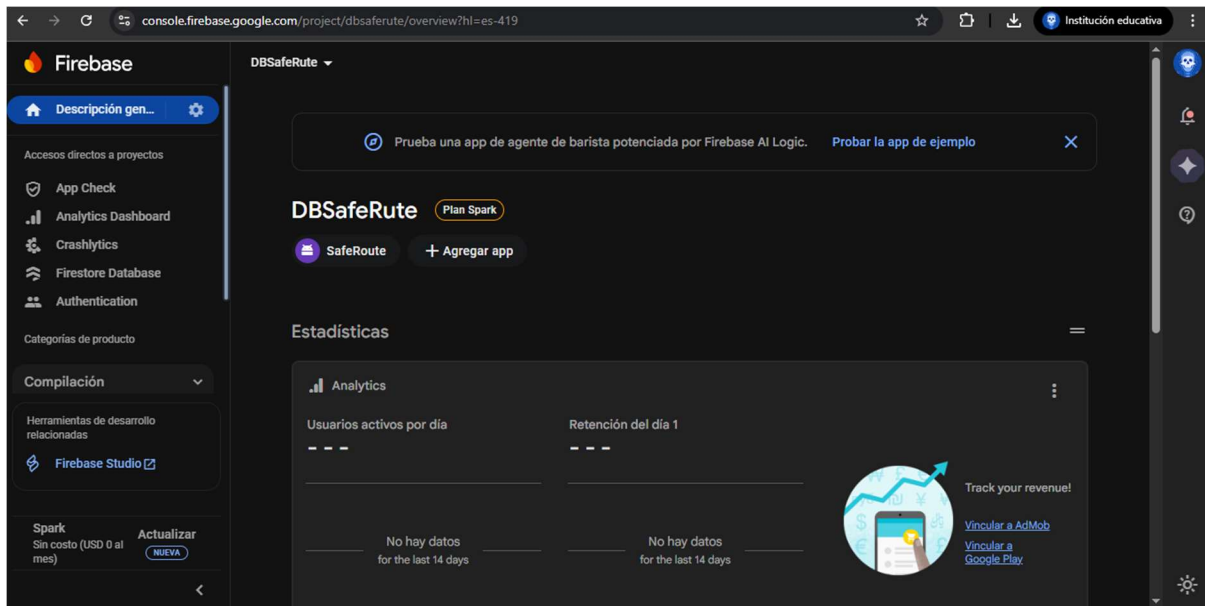 console.firebase.google.com/project/dbsaferute/overview?hl=es-419
Institución educativa
Firebase
DBSafeRute
Descripción gen...
Prueba una app de agente de barista potenciada por Firebase AI Logic. Probar la app de ejemplo
Accesos directos a proyectos
App Check
Analytics Dashboard
Crashlytics
Firestore Database
Authentication
Categorías de producto
Compilación
Herramientas de desarrollo
relacionadas
Firebase Studio
Spark
Sin costo (USD 0 al
mes)
Actualizar
NUEVA
DBSafeRute Plan Spark
SafeRoute
+ Agregar app
Estadísticas
Analytics
Usuarios activos por día
- - -
No hay datos
for the last 14 days
Retención del día 1
- - -
No hay datos
for the last 14 days
Track your revenue!
Vincular a AdMob
Vincular a
Google Play